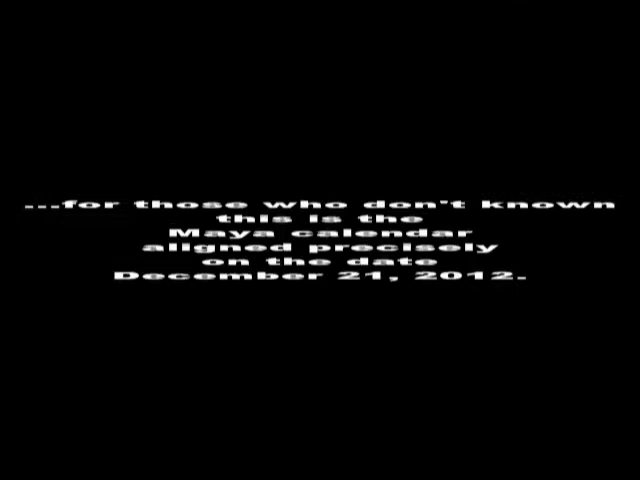 ...for those who don't known
this is the
Maya calendar
aligned precisely
on the date
December 21, 2012.